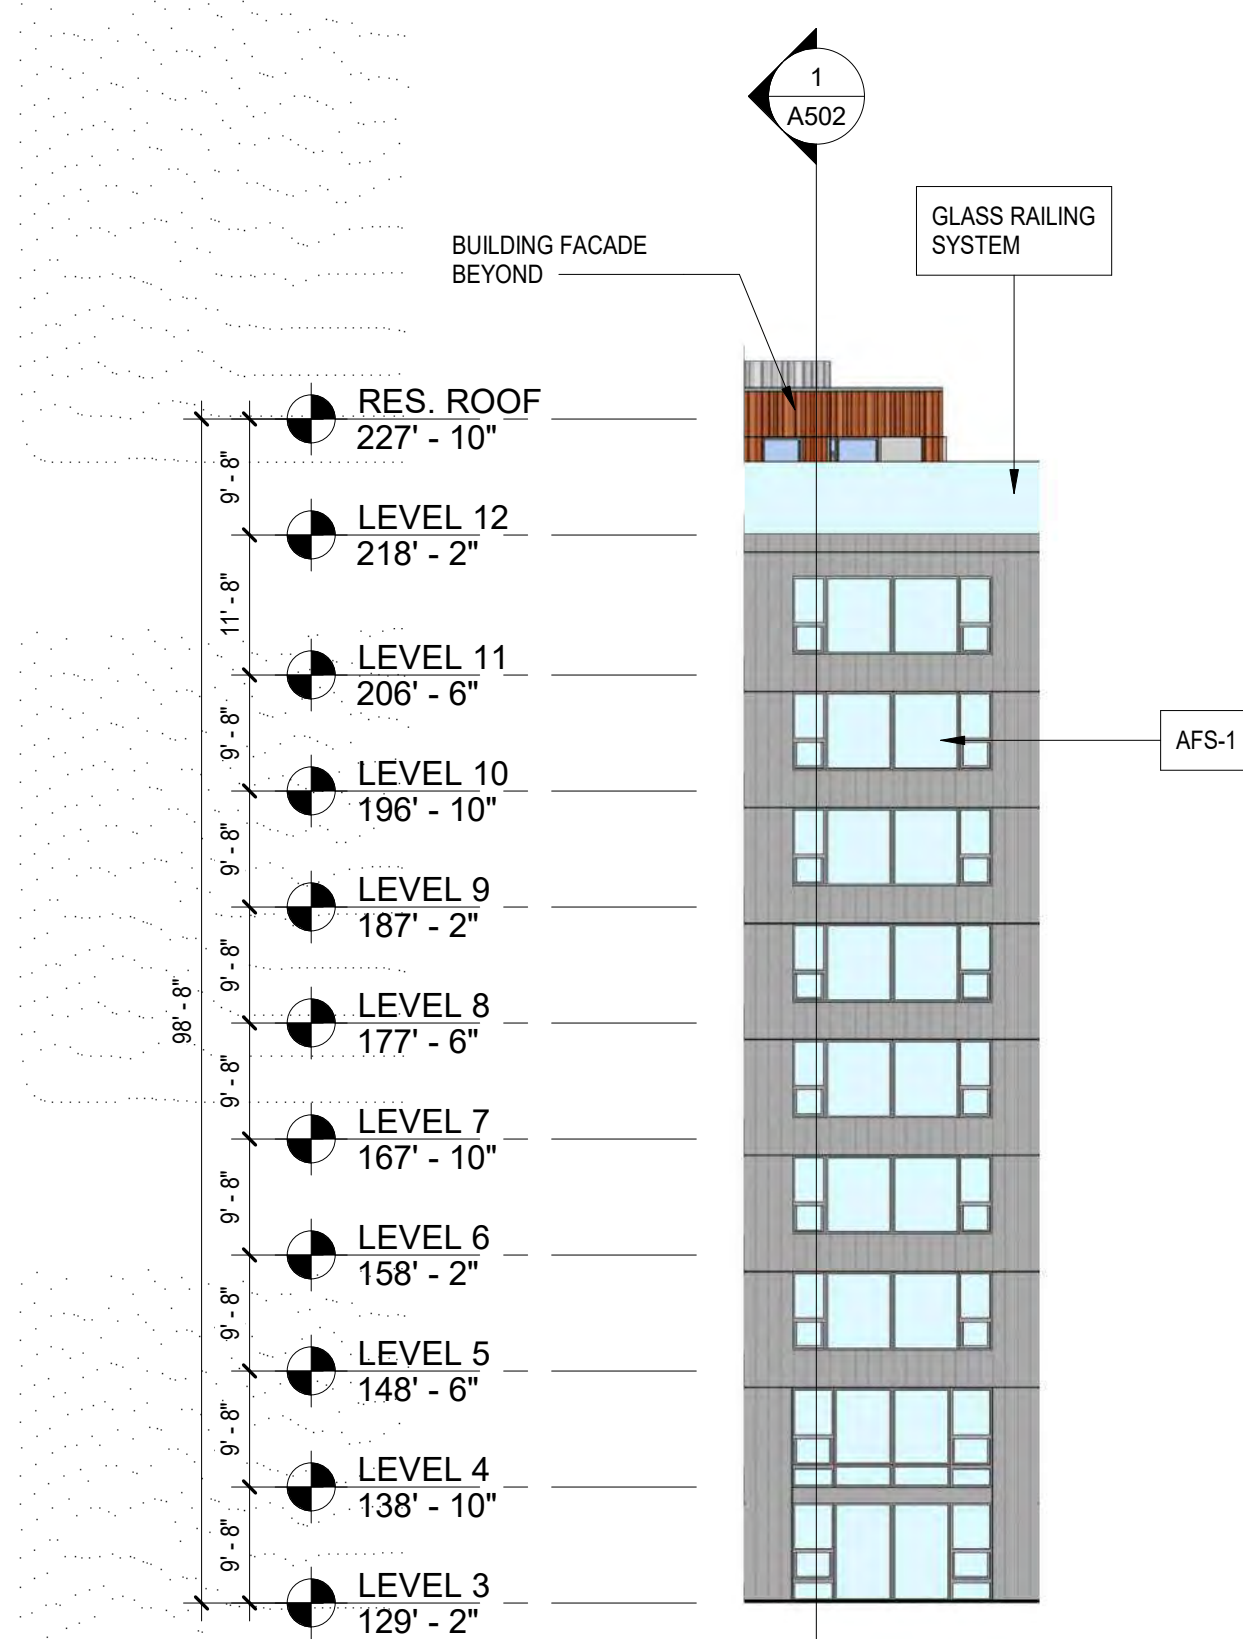 1
A502
GLASS RAILING
SYSTEM
BUILDING FACADE
BEYOND
RES. ROOF
227' - 10"
9' - 8"
LEVEL 12
218' - 2"
11' - 8"
LEVEL 11
206' - 6"
9' - 8"
AFS-1
LEVEL 10
196' - 10"
9' - 8"
LEVEL 9
187' - 2"
9' - 8"
98' - 8"
LEVEL 8
177' - 6"
9' - 8"
LEVEL 7
167' - 10"
9' - 8"
LEVEL 6
158' - 2"
9' - 8"
LEVEL 5
148' - 6"
9' - 8"
LEVEL 4
138' - 10"
9' - 8"
LEVEL 3
129' - 2"